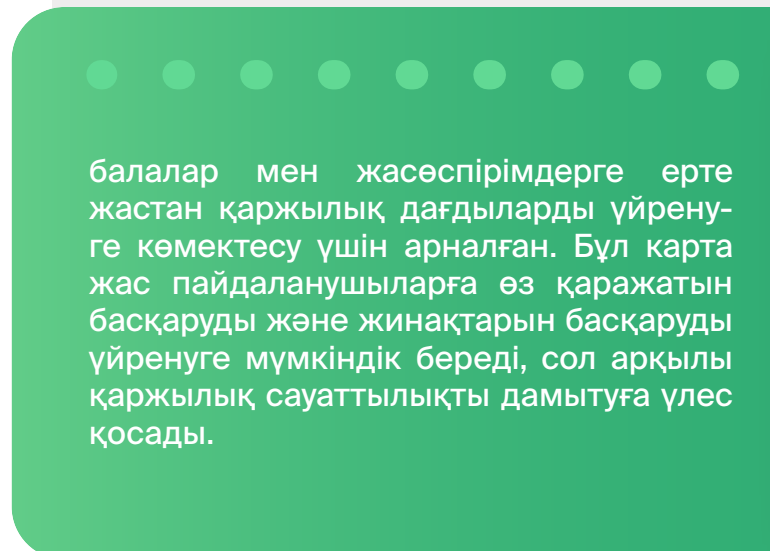 балалар мен жасөспірімдерге ерте
жастан қаржылық дағдыларды үйрену-
ге көмектесу үшін арналған. Бұл карта
жас пайдаланушыларға өз қаражатын
басқаруды және жинақтарын басқаруды
үйренуге мүмкіндік береді, сол арқылы
қаржылық сауаттылықты дамытуға үлес
қосады.